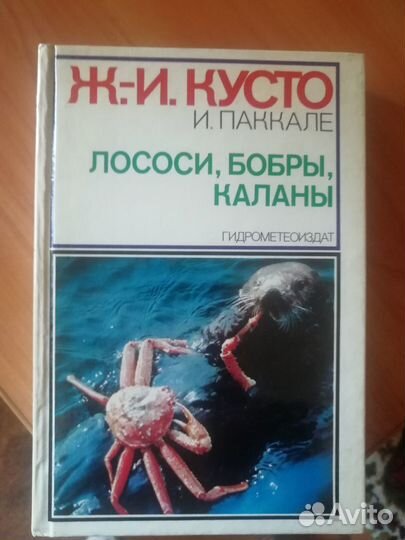 Ж.-И. КУСТО
И. ПАККАЛЕ
ЛОСОСИ, БОБРЫ,
КАЛАНЫ
ГИДРОМЕТЕОИЗДАТ
Avito